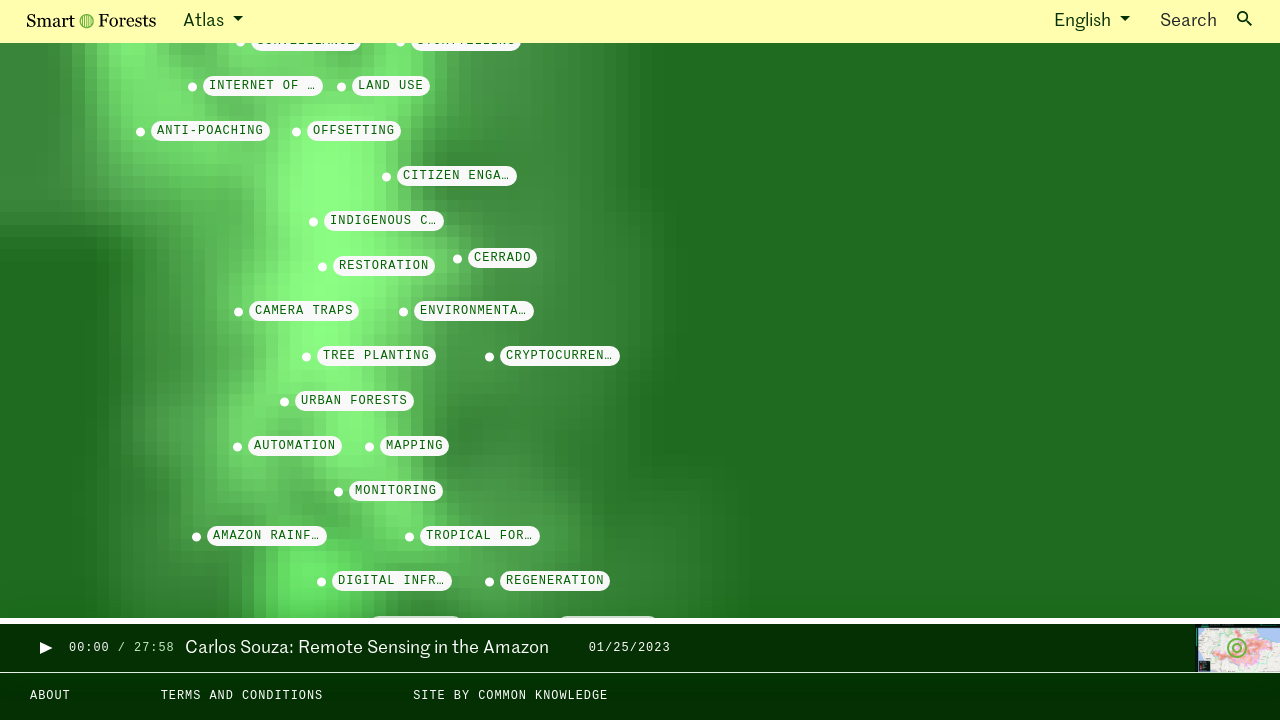 Smart Forests Atlas English Search
INTERNET OF … LAND USE
ANTI-POACHING OFFSETTING
CITIZEN ENGA…
INDIGENOUS C…
CERRADO
RESTORATION
CAMERA TRAPS ENVIRONMENTA…
TREE PLANTING CRYPTOCURREN…
URBAN FORESTS
AUTOMATION MAPPING
MONITORING
AMAZON RAINF… TROPICAL FOR…
DIGITAL INFR… REGENERATION
00:00 / 27:58 Carlos Souza: Remote Sensing in the Amazon 01/25/2023
ABOUT TERMS AND CONDITIONS SITE BY COMMON KNOWLEDGE